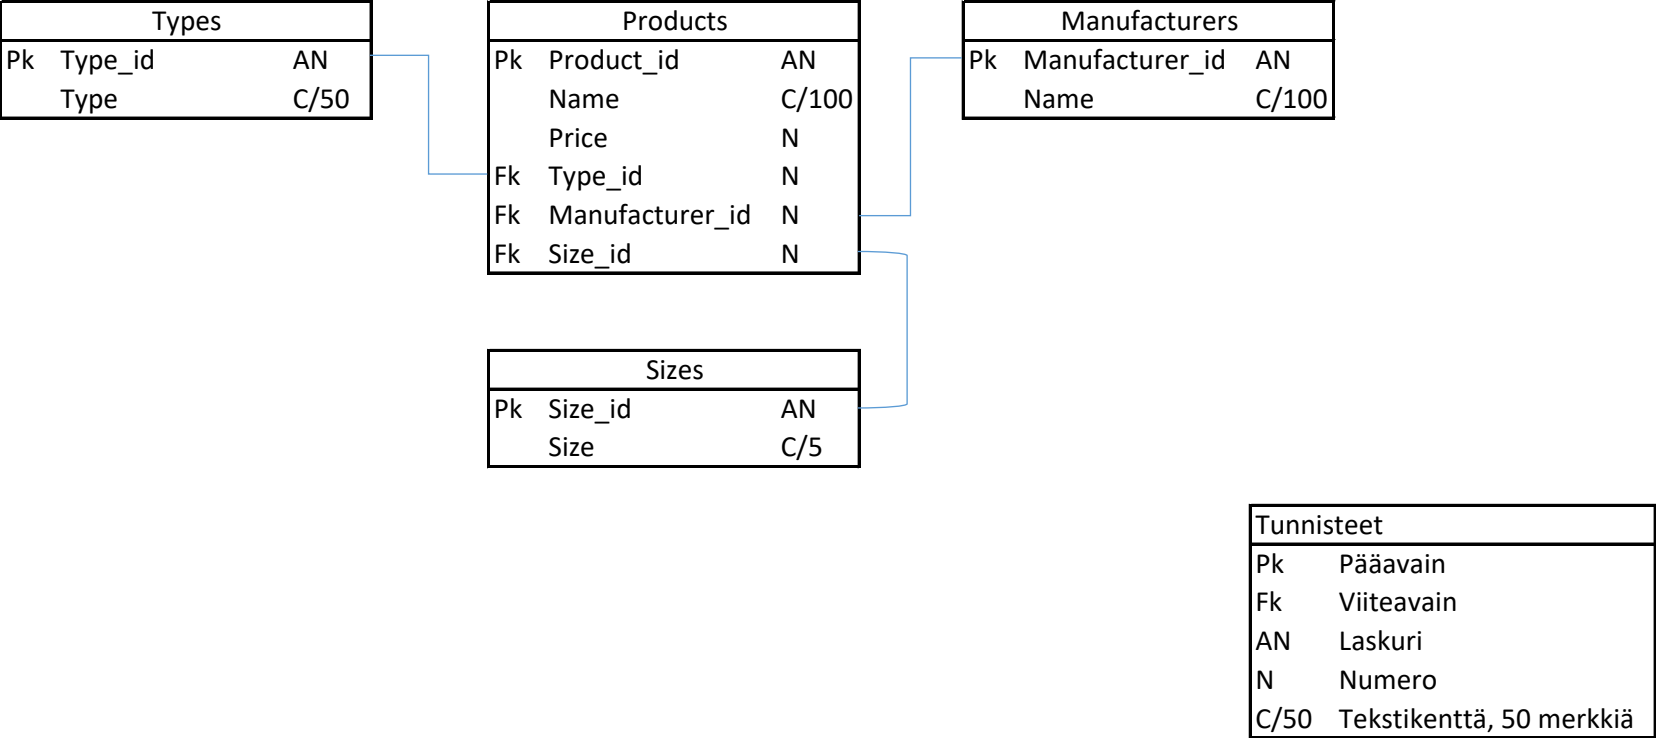 Types
Pk Type_id AN
Type C/50
Products
Pk Product_id AN
Name C/100
Price N
Fk Type_id N
Fk Manufacturer_id N
Fk Size_id N
Manufacturers
Pk Manufacturer_id AN
Name C/100
Sizes
Pk Size_id AN
Size C/5
Tunnisteet
Pk Pääavain
Fk Viiteavain
AN Laskuri
N Numero
C/50 Tekstikenttä, 50 merkkiä